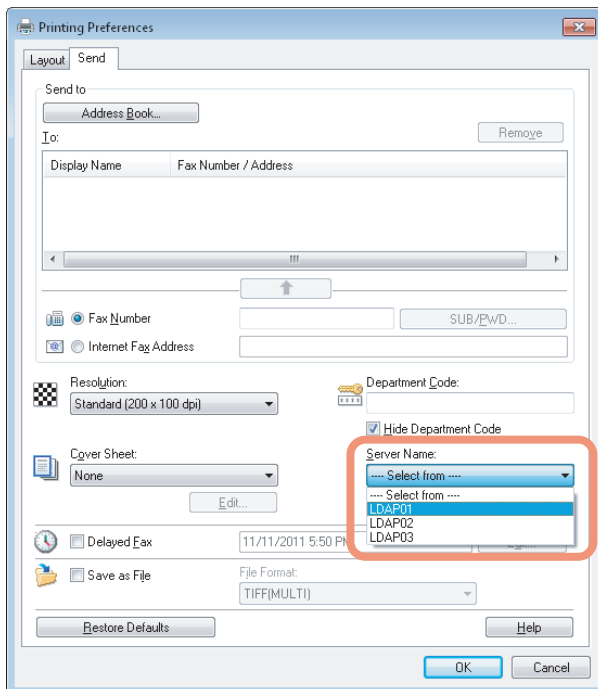 Printing Preferences
Layout Send
Send to
Address Book...
To:
Remove
Display Name Fax Number / Address
Fax Number
SUB/PWD...
Internet Fax Address
Resolution:
Standard (200 x 100 dpi)
Department Code:
Hide Department Code
Cover Sheet:
None
Edit...
Server Name:
---- Select from ----
---- Select from ----
LDAP01
LDAP02
LDAP03
Delayed Fax
11/11/2011 5:50 PM
Save as File
File Format:
TIFF(MULTI)
Restore Defaults
Help
OK
Cancel